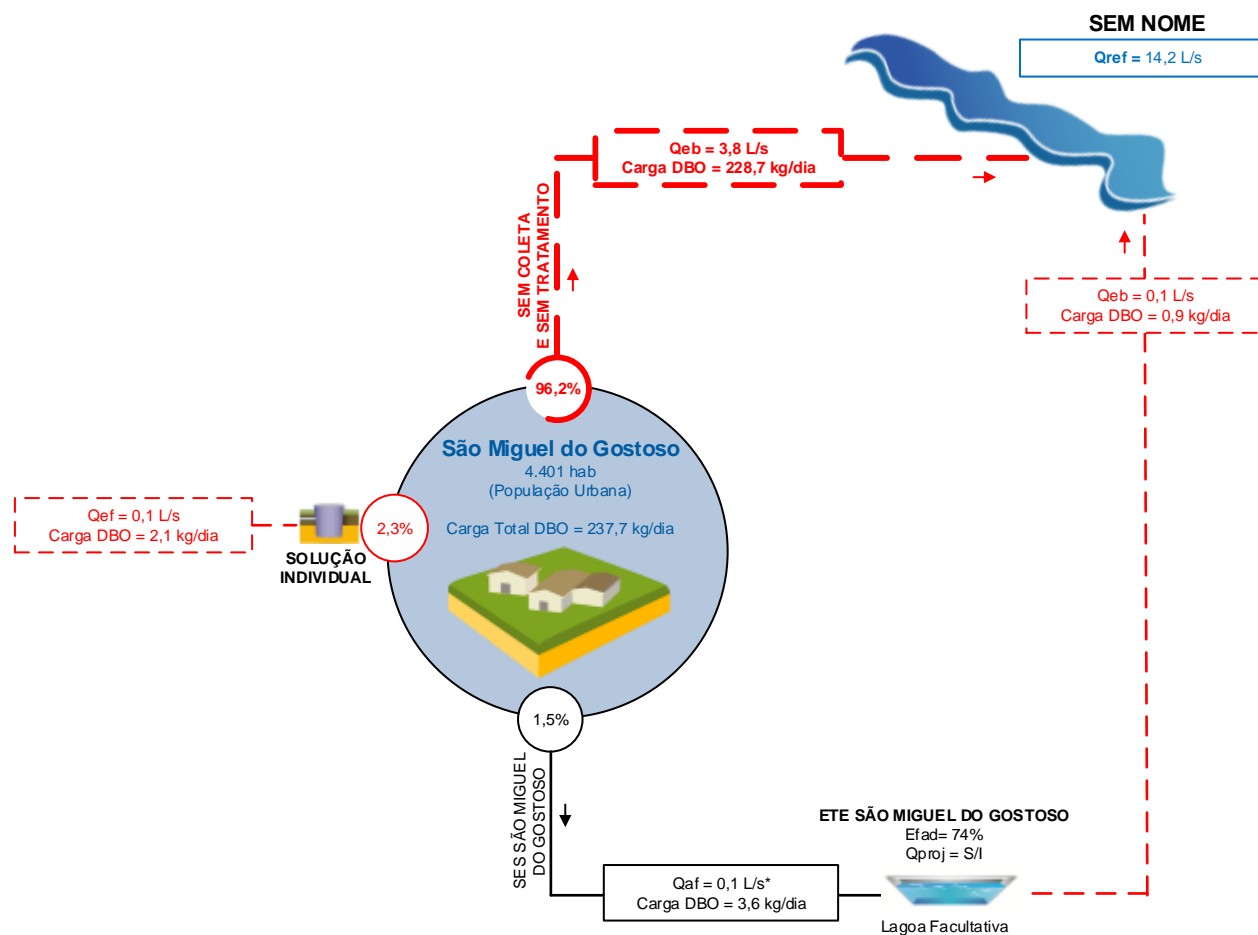 SEM NOME
Qref = 14,2 L/s
Qeb = 3,8 L/s
Carga DBO = 228,7 kg/dia
SEM COLETA
E SEM TRATAMENTO
Qeb = 0,1 L/s
Carga DBO = 0,9 kg/dia
96,2%
São Miguel do Gostoso
4.401 hab
(População Urbana)
Carga Total DBO = 237,7 kg/dia
Qef = 0,1 L/s
Carga DBO = 2,1 kg/dia
2,3%
SOLUÇÃO
INDIVIDUAL
1,5%
SES SÃO MIGUEL
DO GOSTOSO
ETE SÃO MIGUEL DO GOSTOSO
Efad= 74%
Qproj = S/I
Qaf = 0,1 L/s*
Carga DBO = 3,6 kg/dia
Lagoa Facultativa